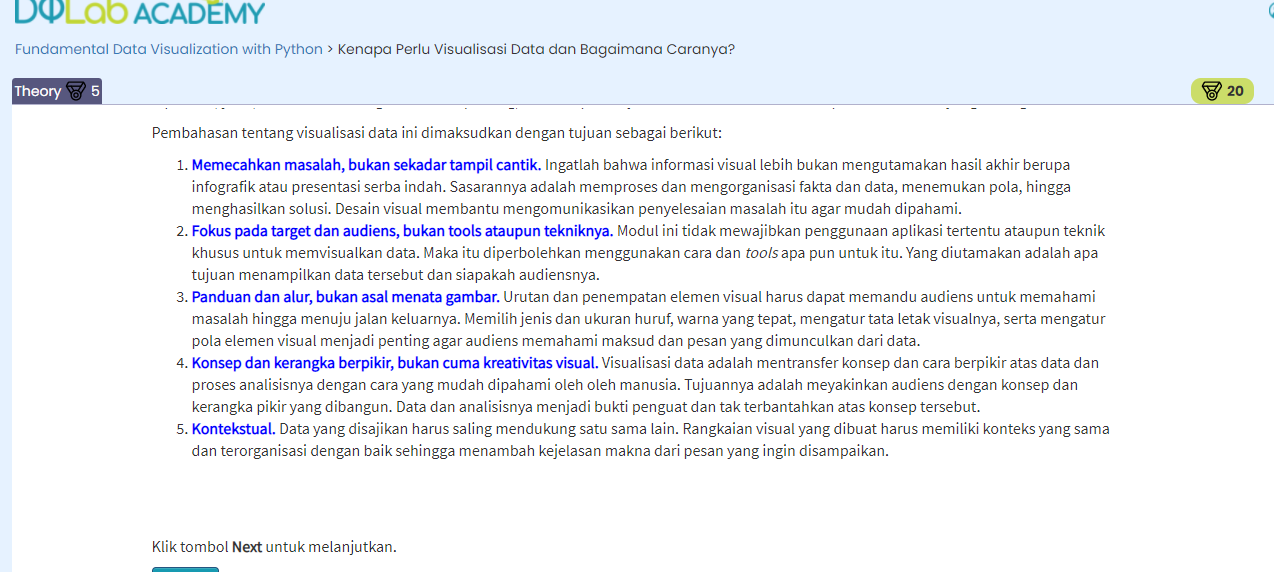 DQLab ACADEMY
Fundamental Data Visualization with Python > Kenapa Perlu Visualisasi Data dan Bagaimana Caranya?
Theory 5
20
Pembahasan tentang visualisasi data ini dimaksudkan dengan tujuan sebagai berikut:
1. Memecahkan masalah, bukan sekadar tampil cantik. Ingatlah bahwa informasi visual lebih bukan mengutamakan hasil akhir berupa
infografik atau presentasi serba indah. Sasarannya adalah memproses dan mengorganisasi fakta dan data, menemukan pola, hingga
menghasilkan solusi. Desain visual membantu mengomunikasikan penyelesaian masalah itu agar mudah dipahami.
2. Fokus pada target dan audiens, bukan tools ataupun tekniknya. Modul ini tidak mewajibkan penggunaan aplikasi tertentu ataupun teknik
khusus untuk memvisualkan data. Maka itu diperbolehkan menggunakan cara dan tools apa pun untuk itu. Yang diutamakan adalah apa
tujuan menampilkan data tersebut dan siapakah audiensnya.
3. Panduan dan alur, bukan asal menata gambar. Urutan dan penempatan elemen visual harus dapat memandu audiens untuk memahami
masalah hingga menuju jalan keluarnya. Memilih jenis dan ukuran huruf, warna yang tepat, mengatur tata letak visualnya, serta mengatur
pola elemen visual menjadi penting agar audiens memahami maksud dan pesan yang dimunculkan dari data.
4. Konsep dan kerangka berpikir, bukan cuma kreativitas visual. Visualisasi data adalah mentransfer konsep dan cara berpikir atas data dan
proses analisisnya dengan cara yang mudah dipahami oleh oleh manusia. Tujuannya adalah meyakinkan audiens dengan konsep dan
kerangka pikir yang dibangun. Data dan analisisnya menjadi bukti penguat dan tak terbantahkan atas konsep tersebut.
5. Kontekstual. Data yang disajikan harus saling mendukung satu sama lain. Rangkaian visual yang dibuat harus memiliki konteks yang sama
dan terorganisasi dengan baik sehingga menambah kejelasan makna dari pesan yang ingin disampaikan.
Klik tombol Next untuk melanjutkan.